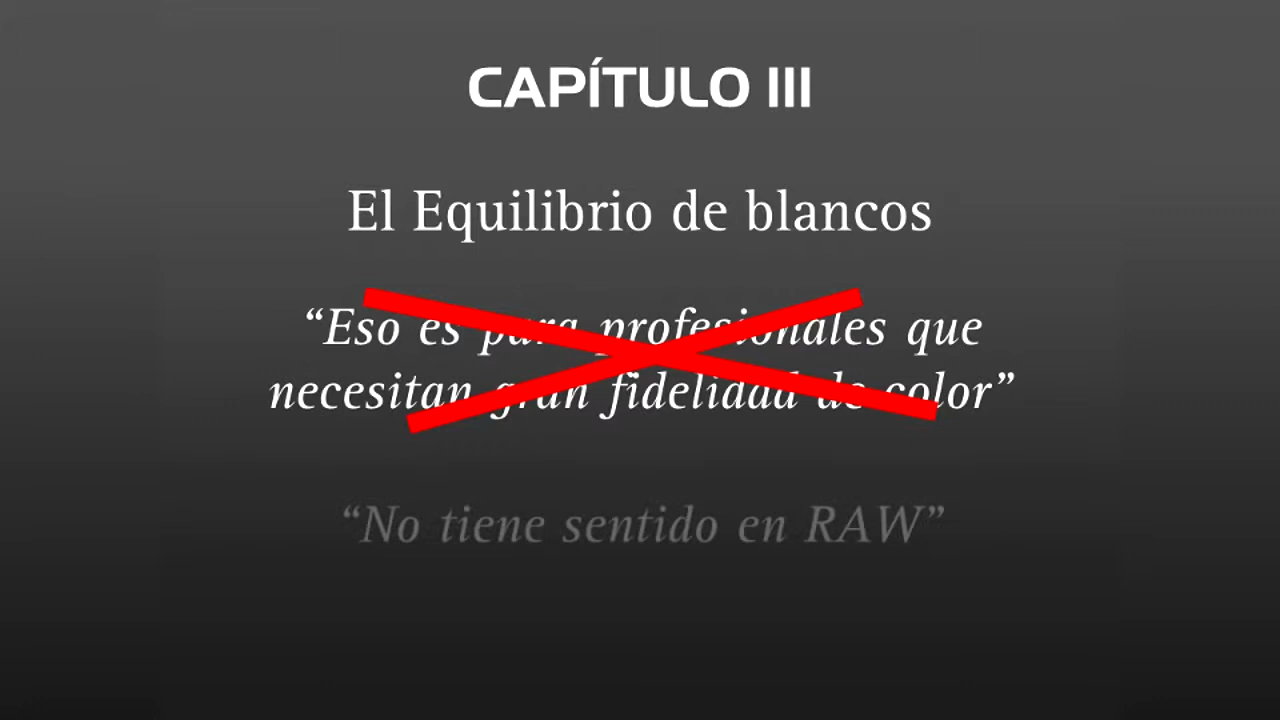 CAPÍTULO III
El Equilibrio de blancos
“Eso es para profesionales que
necesitan gran fidelidad de color”
“No tiene sentido en RAW”